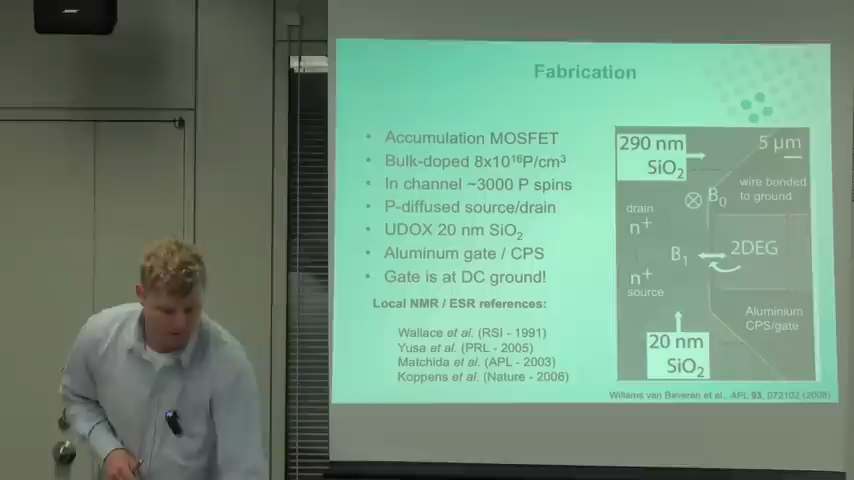 Fabrication
• Accumulation MOSFET
• Bulk-doped 8x10¹⁶P/cm³
• In channel ~3000 P spins
• P-diffused source/drain
• UDOX 20 nm SiO₂
• Aluminum gate / CPS
• Gate is at DC ground!
Local NMR / ESR references:
Wallace et al. (RSI - 1991)
Yusa et al. (PRL - 2005)
Matchida et al. (APL - 2003)
Koppens et al. (Nature - 2006)
290 nm
SiO₂
5 µm
wire bonded
to ground
B₀
drain
n⁺
B₁
2DEG
n⁺
source
Aluminium
CPS/gate
20 nm
SiO₂
Willems van Beveren et al., APL 93, 072102 (2008)